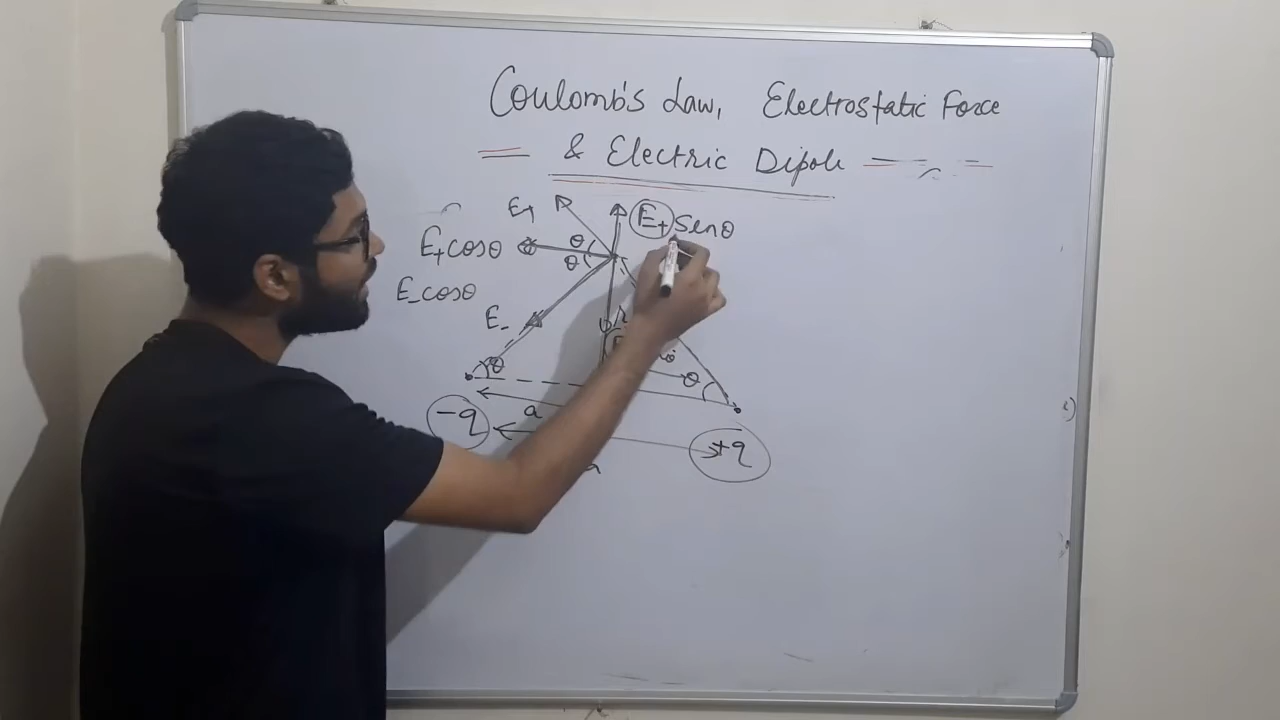 Coulomb's Law, Electrostatic Force
& Electric Dipole
E+
E+ sinθ
θ
E+ cosθ
θ
E- cosθ
E-
θ
θ
a
-q
+q
a